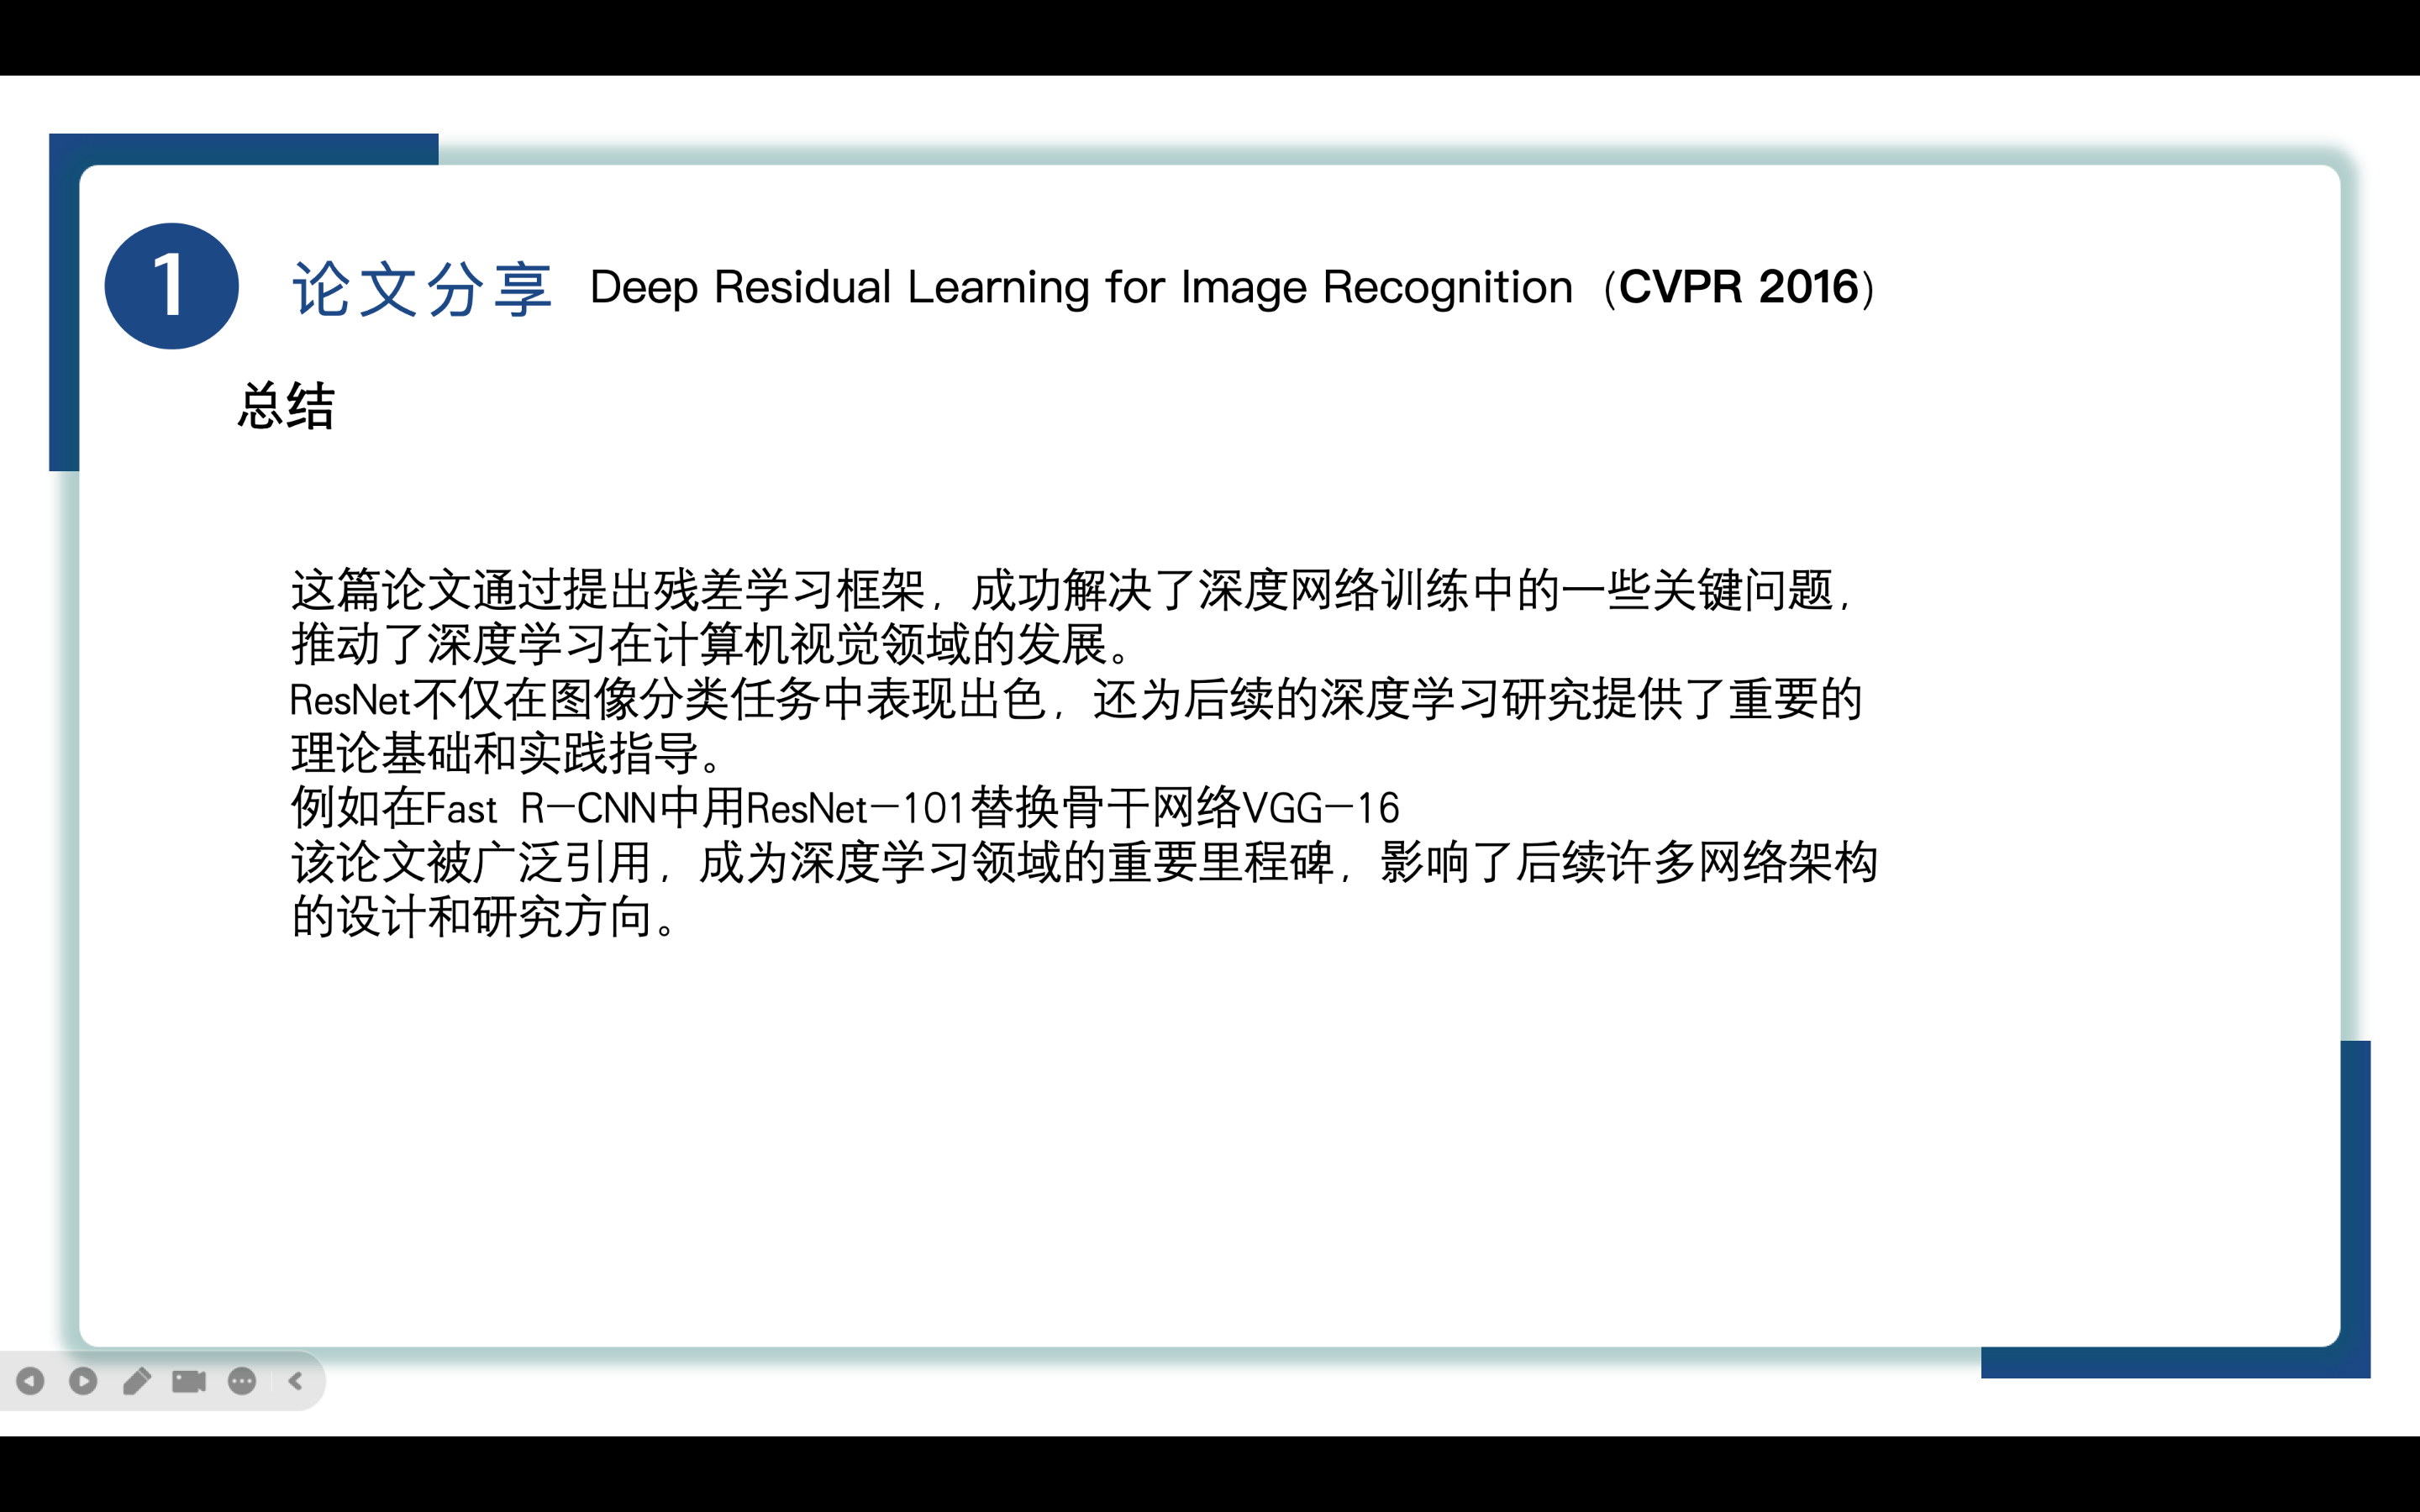 1
论文分享 Deep Residual Learning for Image Recognition（CVPR 2016）
总结
这篇论文通过提出残差学习框架，成功解决了深度网络训练中的一些关键问题，
推动了深度学习在计算机视觉领域的发展。
ResNet不仅在图像分类任务中表现出色，还为后续的深度学习研究提供了重要的
理论基础和实践指导。
例如在Fast R-CNN中用ResNet-101替换骨干网络VGG-16
该论文被广泛引用，成为深度学习领域的重要里程碑，影响了后续许多网络架构
的设计和研究方向。